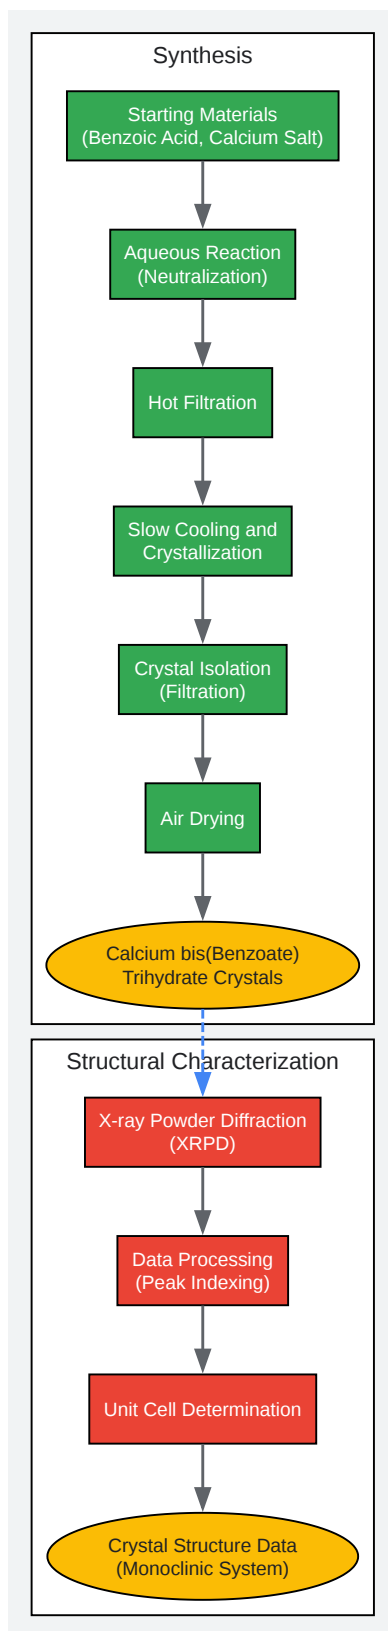 Synthesis
Starting Materials
(Benzoic Acid, Calcium Salt)
Aqueous Reaction
(Neutralization)
Hot Filtration
Slow Cooling and
Crystallization
Crystal Isolation
(Filtration)
Air Drying
Calcium bis(Benzoate)
Trihydrate Crystals
Structural Characterization
X-ray Powder Diffraction
(XRPD)
Data Processing
(Peak Indexing)
Unit Cell Determination
Crystal Structure Data
(Monoclinic System)